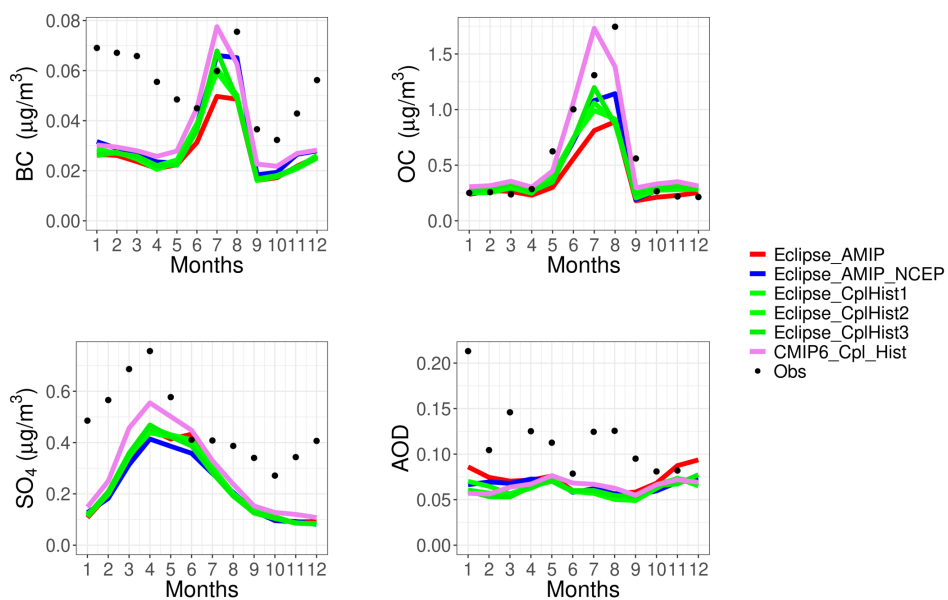 0.08
0.06
0.04
0.02
0.00
BC (μg/m³)
1 2 3 4 5 6 7 8 9 10 11 12
Months
1.5
1.0
0.5
0.0
OC (μg/m³)
1 2 3 4 5 6 7 8 9 10 11 12
Months
0.6
0.4
0.2
0.0
SO₄ (μg/m³)
1 2 3 4 5 6 7 8 9 10 11 12
Months
0.20
0.15
0.10
0.05
0.00
AOD
1 2 3 4 5 6 7 8 9 10 11 12
Months
Eclipse_AMIP
Eclipse_AMIP_NCEP
Eclipse_CplHist1
Eclipse_CplHist2
Eclipse_CplHist3
CMIP6_Cpl_Hist
Obs